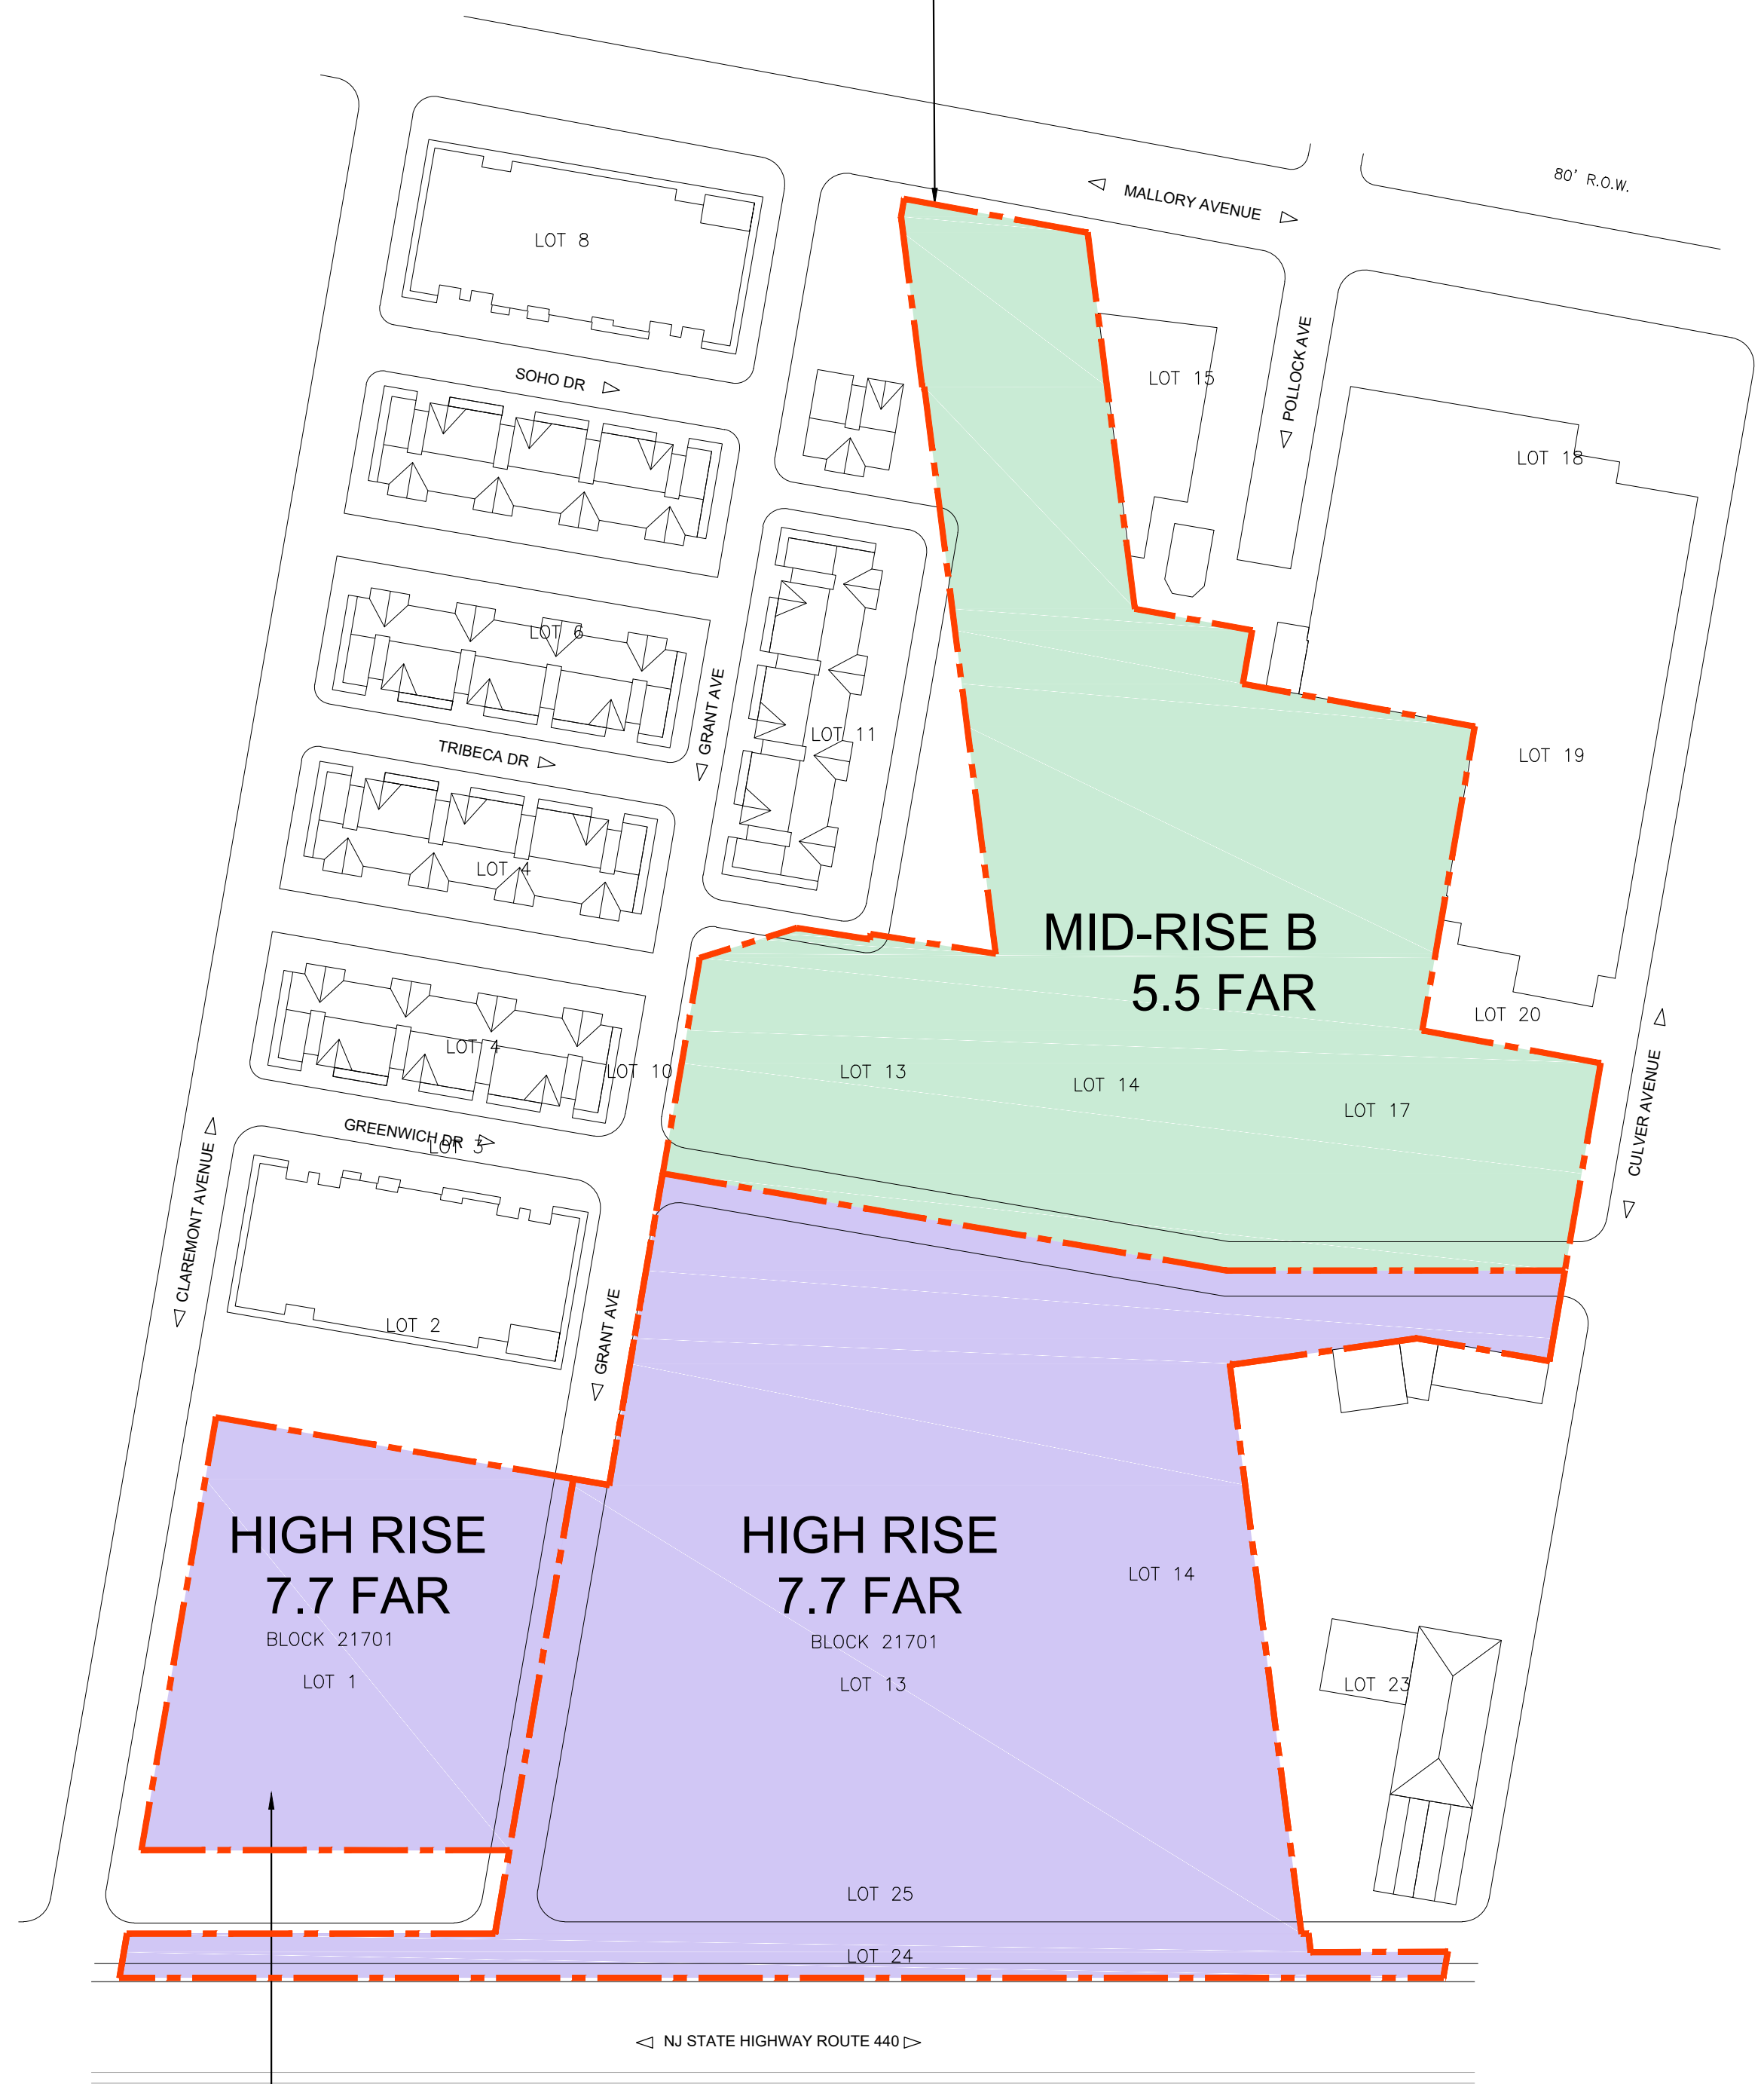 80' R.O.W.
MALLORY AVENUE
LOT 8
SOHO DR
LOT 15
POLLOCK AVE
LOT 18
LOT 6
GRANT AVE
LOT 11
TRIBECA DR
LOT 19
LOT 4
MID-RISE B
5.5 FAR
LOT 20
LOT 4
LOT 10
LOT 13
LOT 14
LOT 17
CULVER AVENUE
GREENWICH DR
LOT 3
CLAREMONT AVENUE
LOT 2
GRANT AVE
HIGH RISE
7.7 FAR
BLOCK 21701
LOT 1
HIGH RISE
7.7 FAR
BLOCK 21701
LOT 13
LOT 14
LOT 23
LOT 25
LOT 24
NJ STATE HIGHWAY ROUTE 440